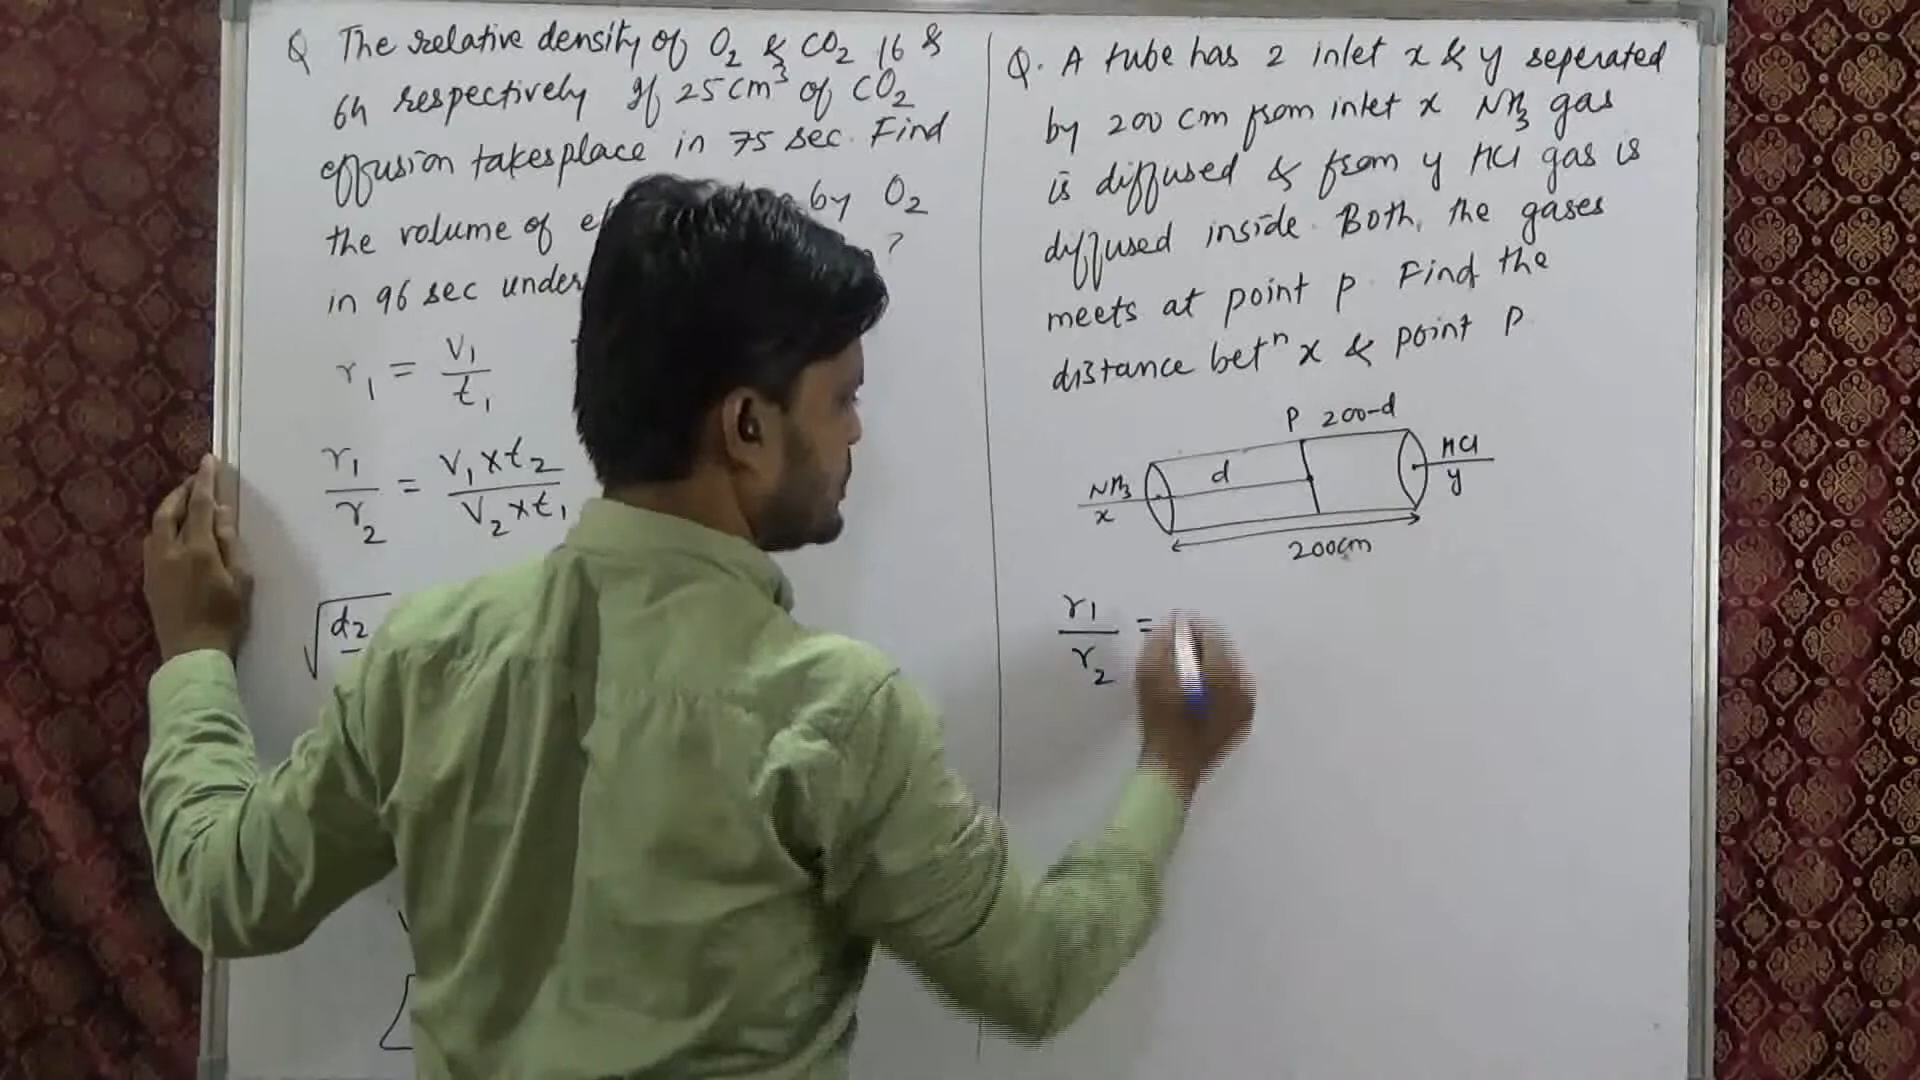 Q The relative density of O2 & CO2 16 &
64 respectively If 25cm³ of CO2
effusion takesplace in 75 sec. Find
the volume of by O2
in 96 sec under ?
r1 = V1
t1
r1 = V1 x t2
r2 V2 x t1
√ d2
Q. A tube has 2 inlet x & y seperated
by 200 cm from inlet x NH3 gas
is diffused & from y HCl gas is
diffused inside. Both, the gases
meets at point p. Find the
distance betⁿ x & point P
P 200-d
NH3 d HCl
x y
200cm
r1 =
r2